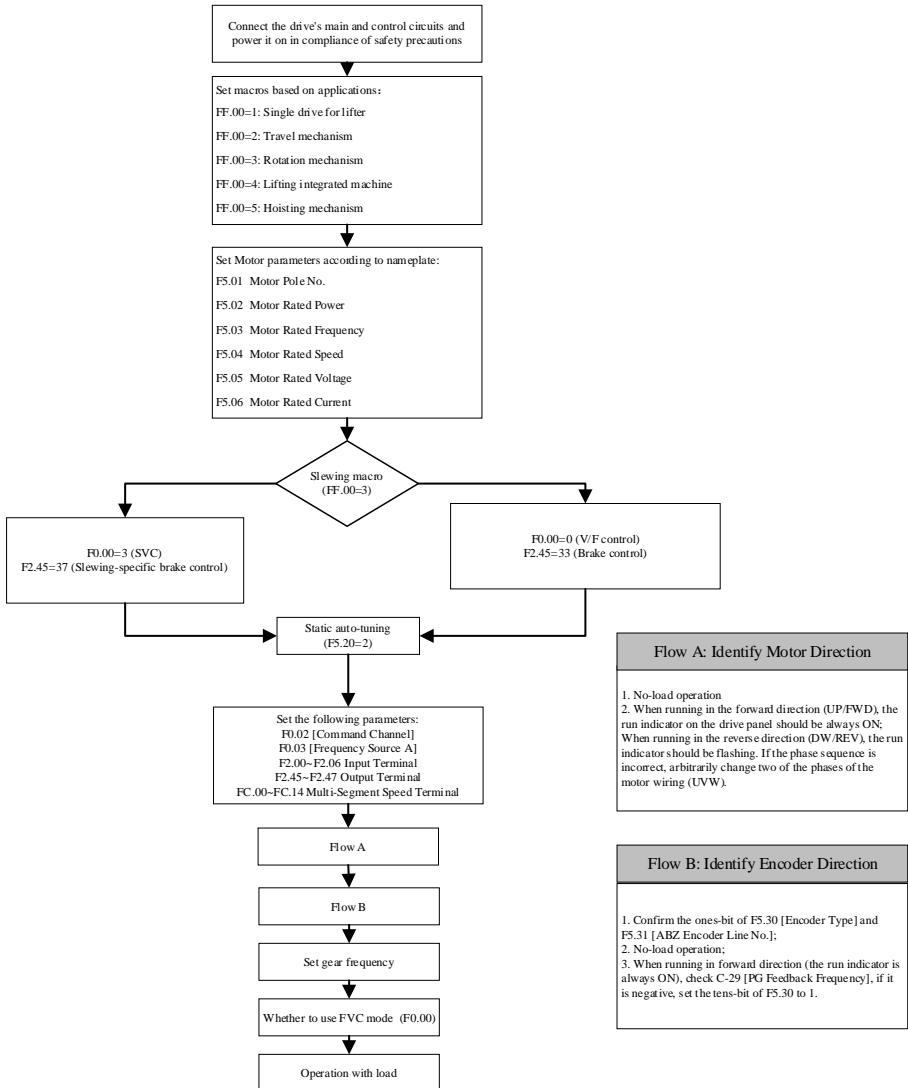 Connect the drive's main and control circuits and
power it on in compliance of safety precautions
Set macros based on applications:
FF.00=1: Single drive for lifter
FF.00=2: Travel mechanism
FF.00=3: Rotation mechanism
FF.00=4: Lifting integrated machine
FF.00=5: Hoisting mechanism
Set Motor parameters according to nameplate:
F5.01 Motor Pole No.
F5.02 Motor Rated Power
F5.03 Motor Rated Frequency
F5.04 Motor Rated Speed
F5.05 Motor Rated Voltage
F5.06 Motor Rated Current
Slewing macro
(FF.00=3)
F0.00=3 (SVC)
F2.45=37 (Slewing-specific brake control)
F0.00=0 (V/F control)
F2.45=33 (Brake control)
Static auto-tuning
(F5.20=2)
Set the following parameters:
F0.02 [Command Channel]
F0.03 [Frequency Source A]
F2.00~F2.06 Input Terminal
F2.45~F2.47 Output Terminal
FC.00~FC.14 Multi-Segment Speed Terminal
Flow A
Flow B
Set gear frequency
Whether to use FVC mode (F0.00)
Operation with load
Flow A: Identify Motor Direction
1. No-load operation
2. When running in the forward direction (UP/FWD), the
run indicator on the drive panel should be always ON;
When running in the reverse direction (DW/REV), the run
indicator should be flashing. If the phase sequence is
incorrect, arbitrarily change two of the phases of the
motor wiring (UVW).
Flow B: Identify Encoder Direction
1. Confirm the ones-bit of F5.30 [Encoder Type] and
F5.31 [ABZ Encoder Line No.];
2. No-load operation;
3. When running in forward direction (the run indicator is
always ON), check C-29 [PG Feedback Frequency], if it
is negative, set the tens-bit of F5.30 to 1.